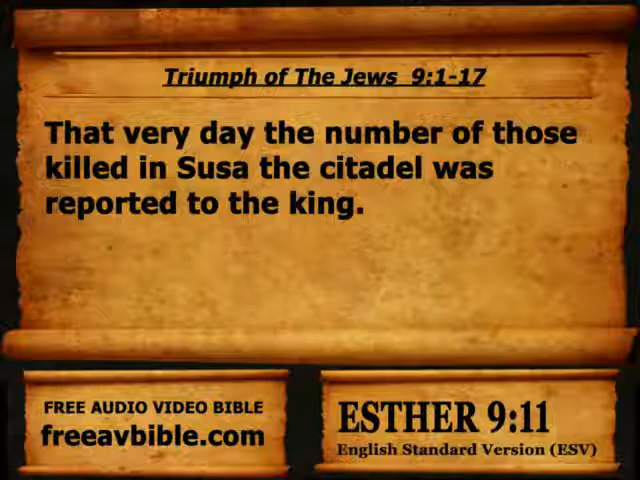 Triumph of The Jews  9:1-17
That very day the number of those
killed in Susa the citadel was
reported to the king.
FREE AUDIO VIDEO BIBLE
freeavbible.com
ESTHER 9:11
English Standard Version (ESV)